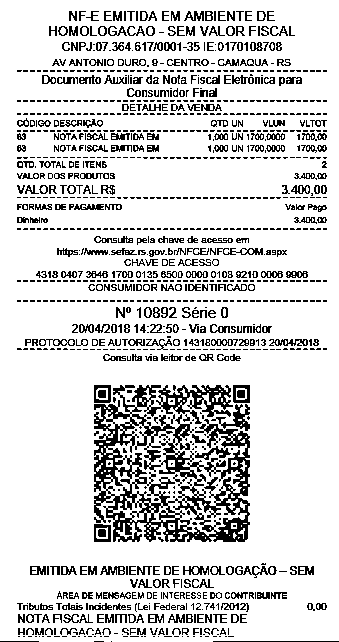 NF-E EMITIDA EM AMBIENTE DE
HOMOLOGACAO - SEM VALOR FISCAL
CNPJ:07.364.617/0001-35 IE:0170108708
AV ANTONIO DURO, 9 - CENTRO - CAMAQUA - RS
Documento Auxiliar da Nota Fiscal Eletrônica para
Consumidor Final
DETALHE DA VENDA
CÓDIGO DESCRIÇÃO QTD UN VLUN VLTOT
63 NOTA FISCAL EMITIDA EM 1,000 UN 1700,0000 1700,00
63 NOTA FISCAL EMITIDA EM 1,000 UN 1700,0000 1700,00
QTD. TOTAL DE ITENS 2
VALOR DOS PRODUTOS 3.400,00
VALOR TOTAL R$ 3.400,00
FORMAS DE PAGAMENTO Valor Pago
Dinheiro 3.400,00
Consulta pela chave de acesso em
https://www.sefaz.rs.gov.br/NFCE/NFCE-COM.aspx
CHAVE DE ACESSO
4318 0407 3646 1700 0135 6500 0000 0108 9210 0006 9906
CONSUMIDOR NAO IDENTIFICADO
Nº 10892 Série 0
20/04/2018 14:22:50 - Via Consumidor
PROTOCOLO DE AUTORIZAÇÃO 143180000729913 20/04/2018
Consulta via leitor de QR Code
EMITIDA EM AMBIENTE DE HOMOLOGAÇÃO – SEM
VALOR FISCAL
ÁREA DE MENSAGEM DE INTERESSE DO CONTRIBUINTE
Tributos Totais Incidentes (Lei Federal 12.741/2012) 0,00
NOTA FISCAL EMITIDA EM AMBIENTE DE
HOMOLOGACAO - SEM VALOR FISCAL